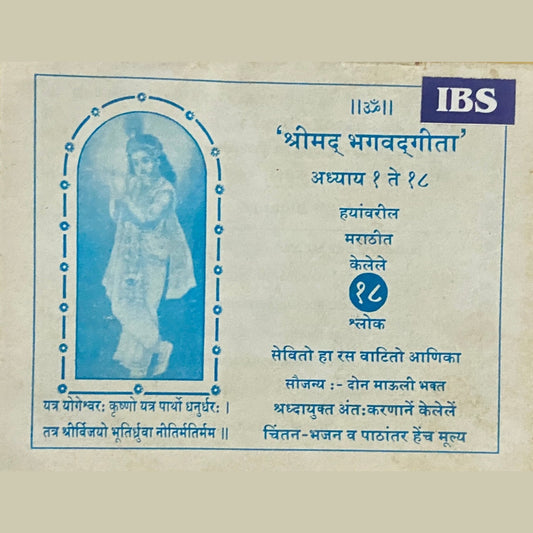 IBS
||ॐ||
‘श्रीमद् भगवद्‌गीता’
अध्याय १ ते १८
हयांवरील
मराठीत
केलेले
१८
श्लोक
सेवितो हा रस वाटितो आणिका
सौजन्य :- दोन माऊली भक्त
श्रध्दायुक्त अंत:करणानें केलेलें
चिंतन-भजन व पाठांतर हेंच मूल्य
यत्र योगेश्वर: कृष्णो यत्र पार्थो धनुर्धर: ।
तत्र श्रीर्विजयो भूतिर्ध्रुवा नीतिर्मतिर्मम ॥